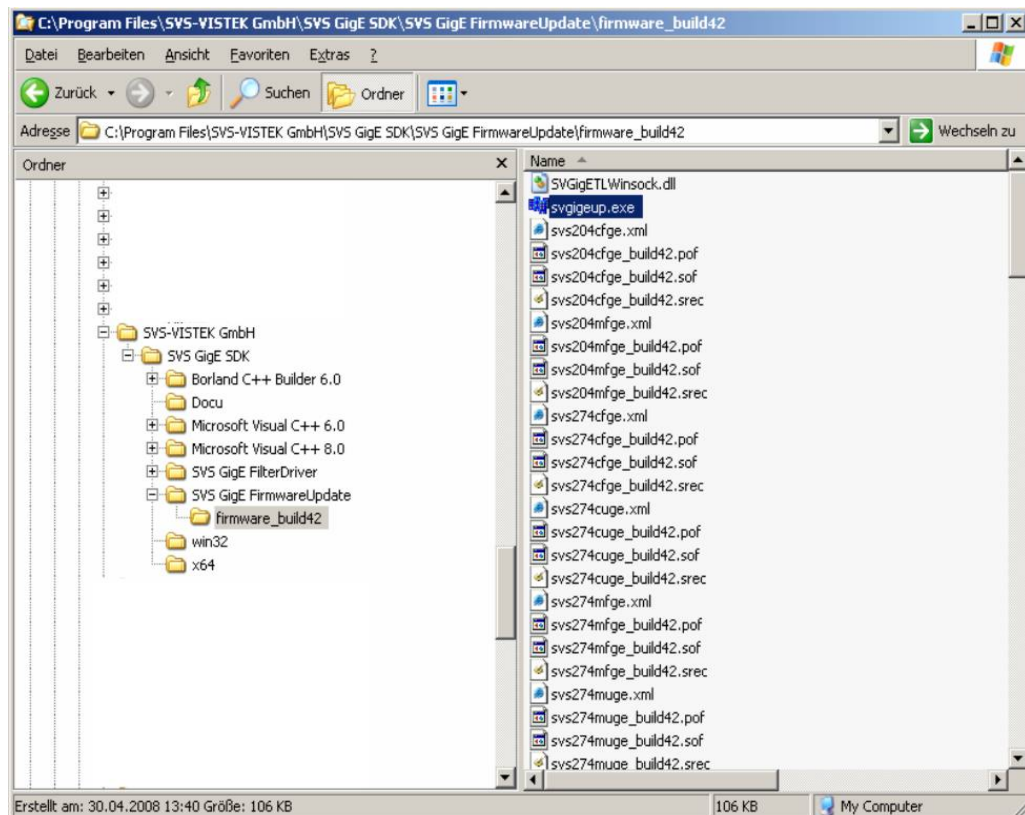 C:\Program Files\SVS-VISTEK GmbH\SVS GigE SDK\SVS GigE FirmwareUpdate\firmware_build42
Datei Bearbeiten Ansicht Favoriten Extras ?
Zurück Suchen Ordner
Adresse C:\Program Files\SVS-VISTEK GmbH\SVS GigE SDK\SVS GigE FirmwareUpdate\firmware_build42 Wechseln zu
Ordner
SVS-VISTEK GmbH
SVS GigE SDK
Borland C++ Builder 6.0
Docu
Microsoft Visual C++ 6.0
Microsoft Visual C++ 8.0
SVS GigE FilterDriver
SVS GigE FirmwareUpdate
firmware_build42
win32
x64
Name
SVGigETLWinsock.dll
svgigeup.exe
svs204cfge.xml
svs204cfge_build42.pof
svs204cfge_build42.sof
svs204cfge_build42.srec
svs204mfge.xml
svs204mfge_build42.pof
svs204mfge_build42.sof
svs204mfge_build42.srec
svs274cfge.xml
svs274cfge_build42.pof
svs274cfge_build42.sof
svs274cfge_build42.srec
svs274cuge.xml
svs274cuge_build42.pof
svs274cuge_build42.sof
svs274cuge_build42.srec
svs274mfge.xml
svs274mfge_build42.pof
svs274mfge_build42.sof
svs274mfge_build42.srec
svs274muge.xml
svs274muge_build42.pof
svs274muge_build42.sof
svs274muge_build42.srec
Erstellt am: 30.04.2008 13:40 Größe: 106 KB 106 KB My Computer